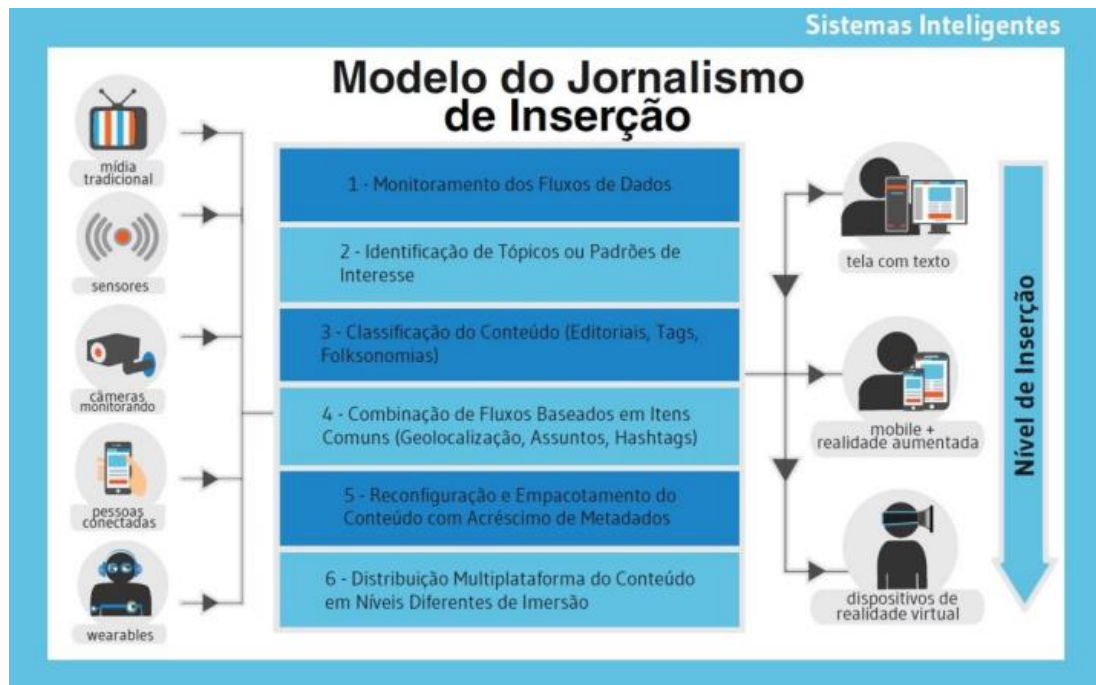 Sistemas Inteligentes
Modelo do Jornalismo
de Inserção
mídia
tradicional
sensores
câmeras
monitorando
pessoas
conectadas
wearables
1 - Monitoramento dos Fluxos de Dados
2 - Identificação de Tópicos ou Padrões de
Interesse
3 - Classificação do Conteúdo (Editoriais, Tags,
Folksonomias)
4 - Combinação de Fluxos Baseados em Itens
Comuns (Geolocalização, Assuntos, Hashtags)
5 - Reconfiguração e Empacotamento do
Conteúdo com Acréscimo de Metadados
6 - Distribuição Multiplataforma do Conteúdo
em Níveis Diferentes de Imersão
tela com texto
mobile +
realidade aumentada
dispositivos de
realidade virtual
Nível de Inserção